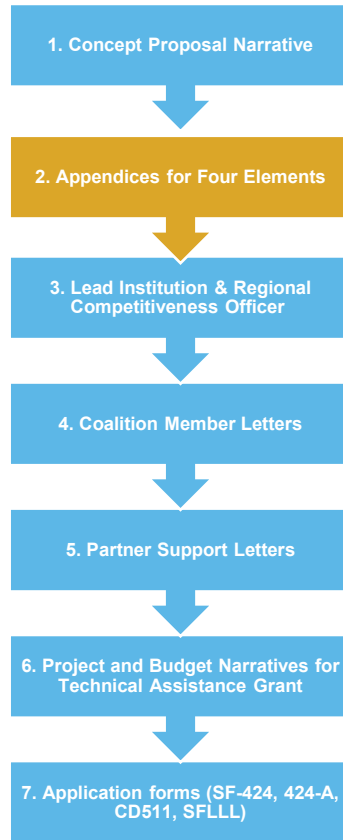 1. Concept Proposal Narrative
2. Appendices for Four Elements
3. Lead Institution & Regional
Competitiveness Officer
4. Coalition Member Letters
5. Partner Support Letters
6. Project and Budget Narratives for
Technical Assistance Grant
7. Application forms (SF-424, 424-A,
CD511, SFLLL)